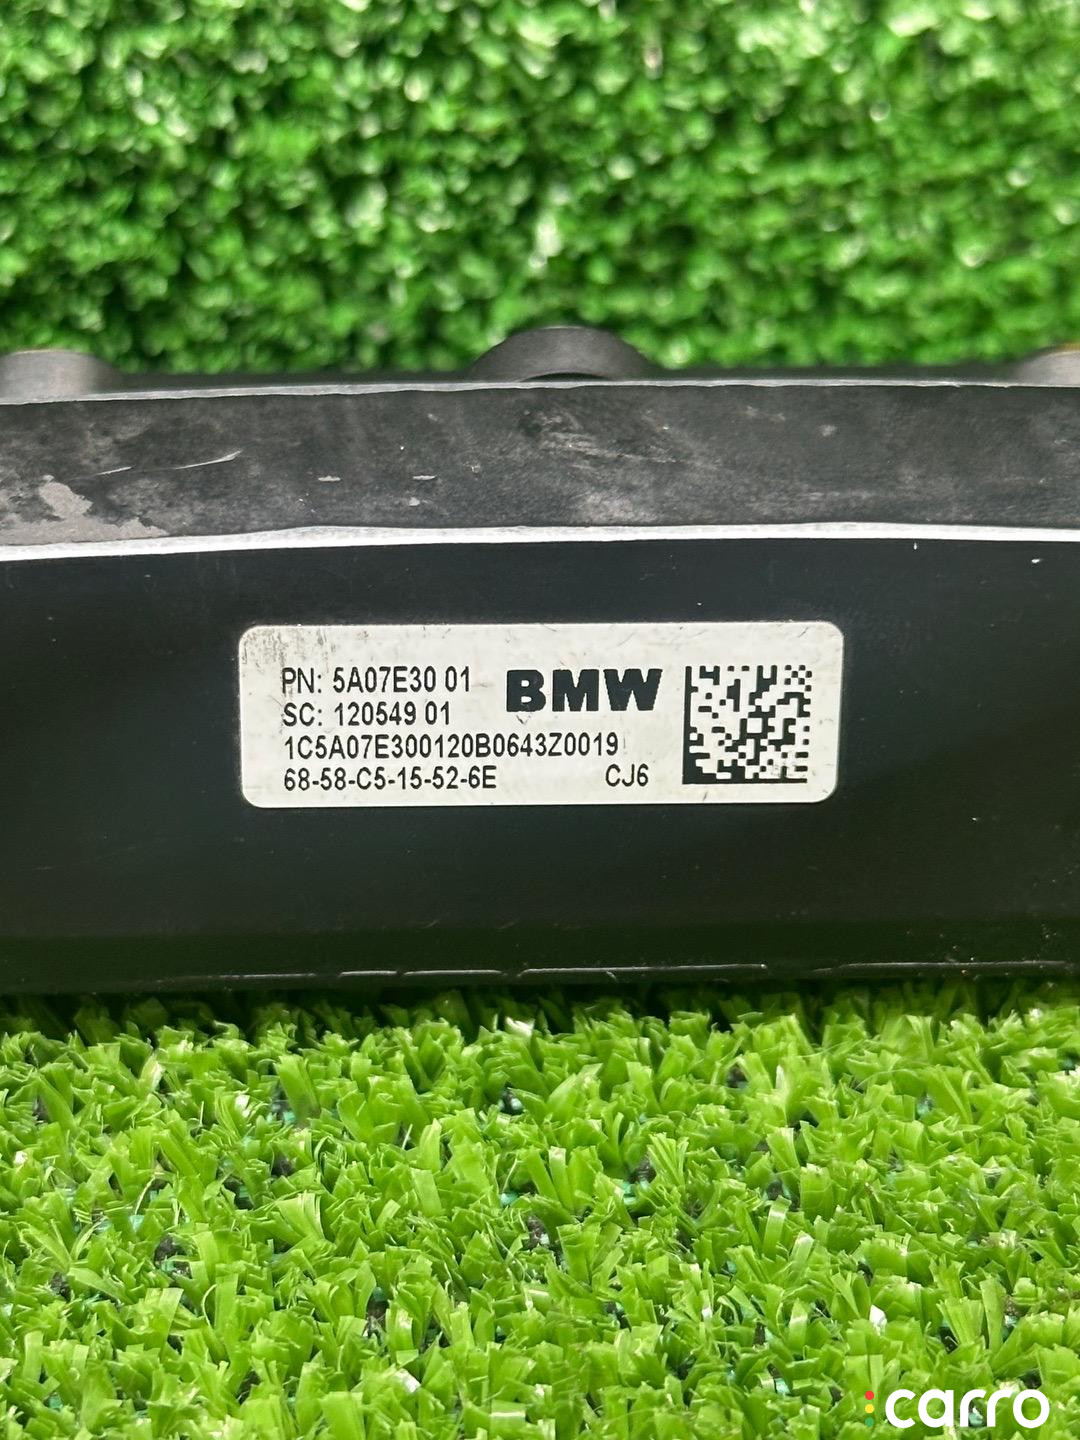 PN: 5A07E30 01
BMW
SC: 120549 01
1C5A07E300120B0643Z0019
68-58-C5-15-52-6E CJ6
carro